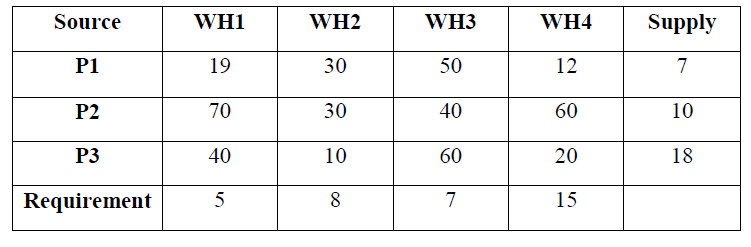 Source WH1 WH2 WH3 WH4 Supply
P1 19 30 50 12 7
P2 70 30 40 60 10
P3 40 10 60 20 18
Requirement 5 8 7 15